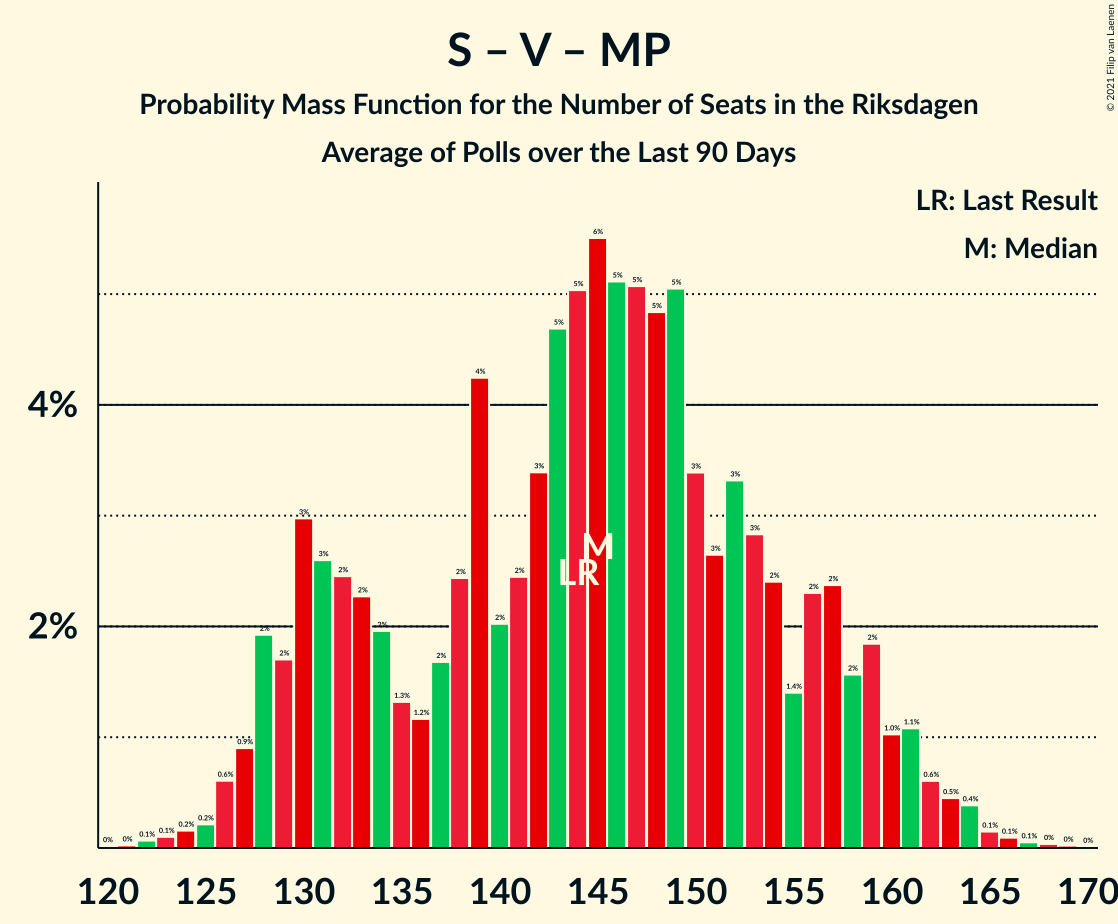 S – V – MP
Probability Mass Function for the Number of Seats in the Riksdagen
Average of Polls over the Last 90 Days
© 2021 Filip van Laenen
LR: Last Result
M: Median
4%
2%
0% 0% 0.1% 0.1% 0.2% 0.2% 0.6% 0.9% 2% 2% 3% 3% 2% 2% 2% 1.3% 1.2% 2% 2% 4% 2% 2% 3% 5% 5% 6% 5% 5% 5% 5% 3% 3% 3% 3% 2% 1.4% 2% 2% 2% 2% 1.0% 1.1% 0.6% 0.5% 0.4% 0.1% 0.1% 0.1% 0% 0% 0%
M
LR
120 125 130 135 140 145 150 155 160 165 170